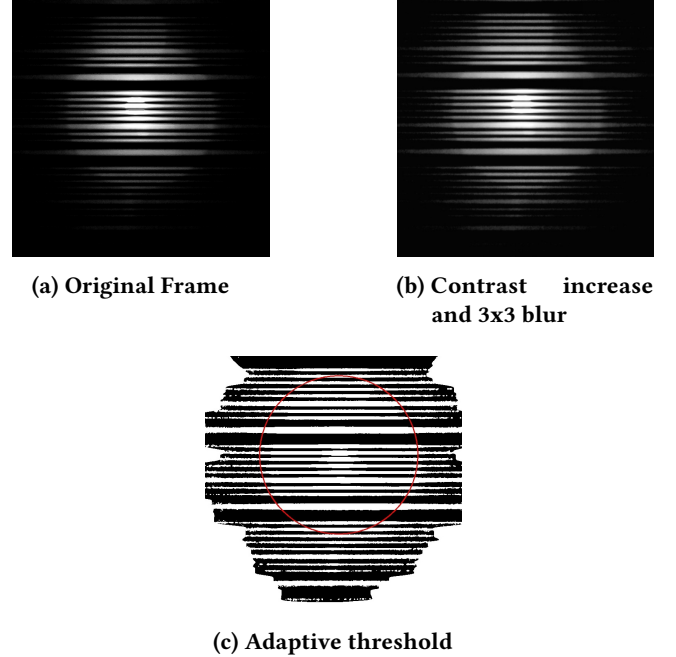 (a) Original Frame
(b) Contrast increase
and 3x3 blur
(c) Adaptive threshold